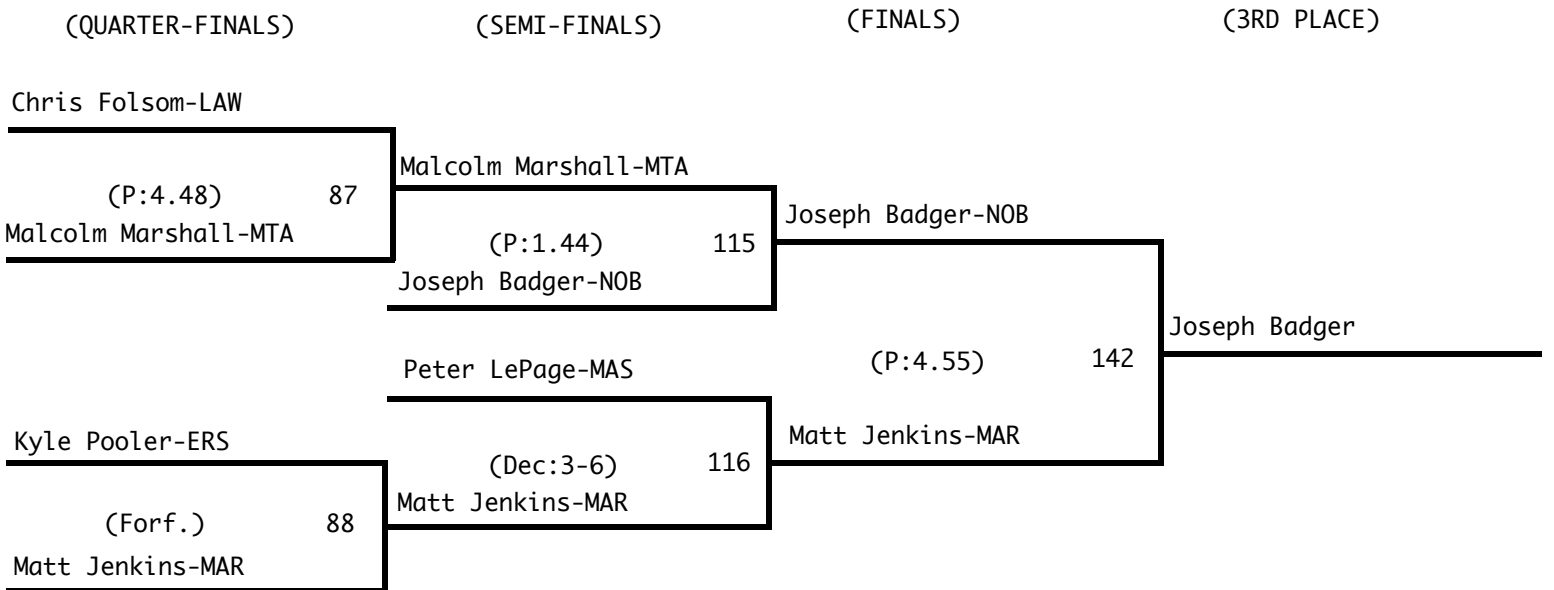 (QUARTER-FINALS) (SEMI-FINALS) (FINALS) (3RD PLACE)
Chris Folsom-LAW
(P:4.48) 87
Malcolm Marshall-MTA
Malcolm Marshall-MTA
(P:1.44) 115
Joseph Badger-NOB
Peter LePage-MAS
Kyle Pooler-ERS
(Forf.) 88
Matt Jenkins-MAR
(Dec:3-6) 116
Matt Jenkins-MAR
Joseph Badger-NOB
(P:4.55) 142
Matt Jenkins-MAR
Joseph Badger